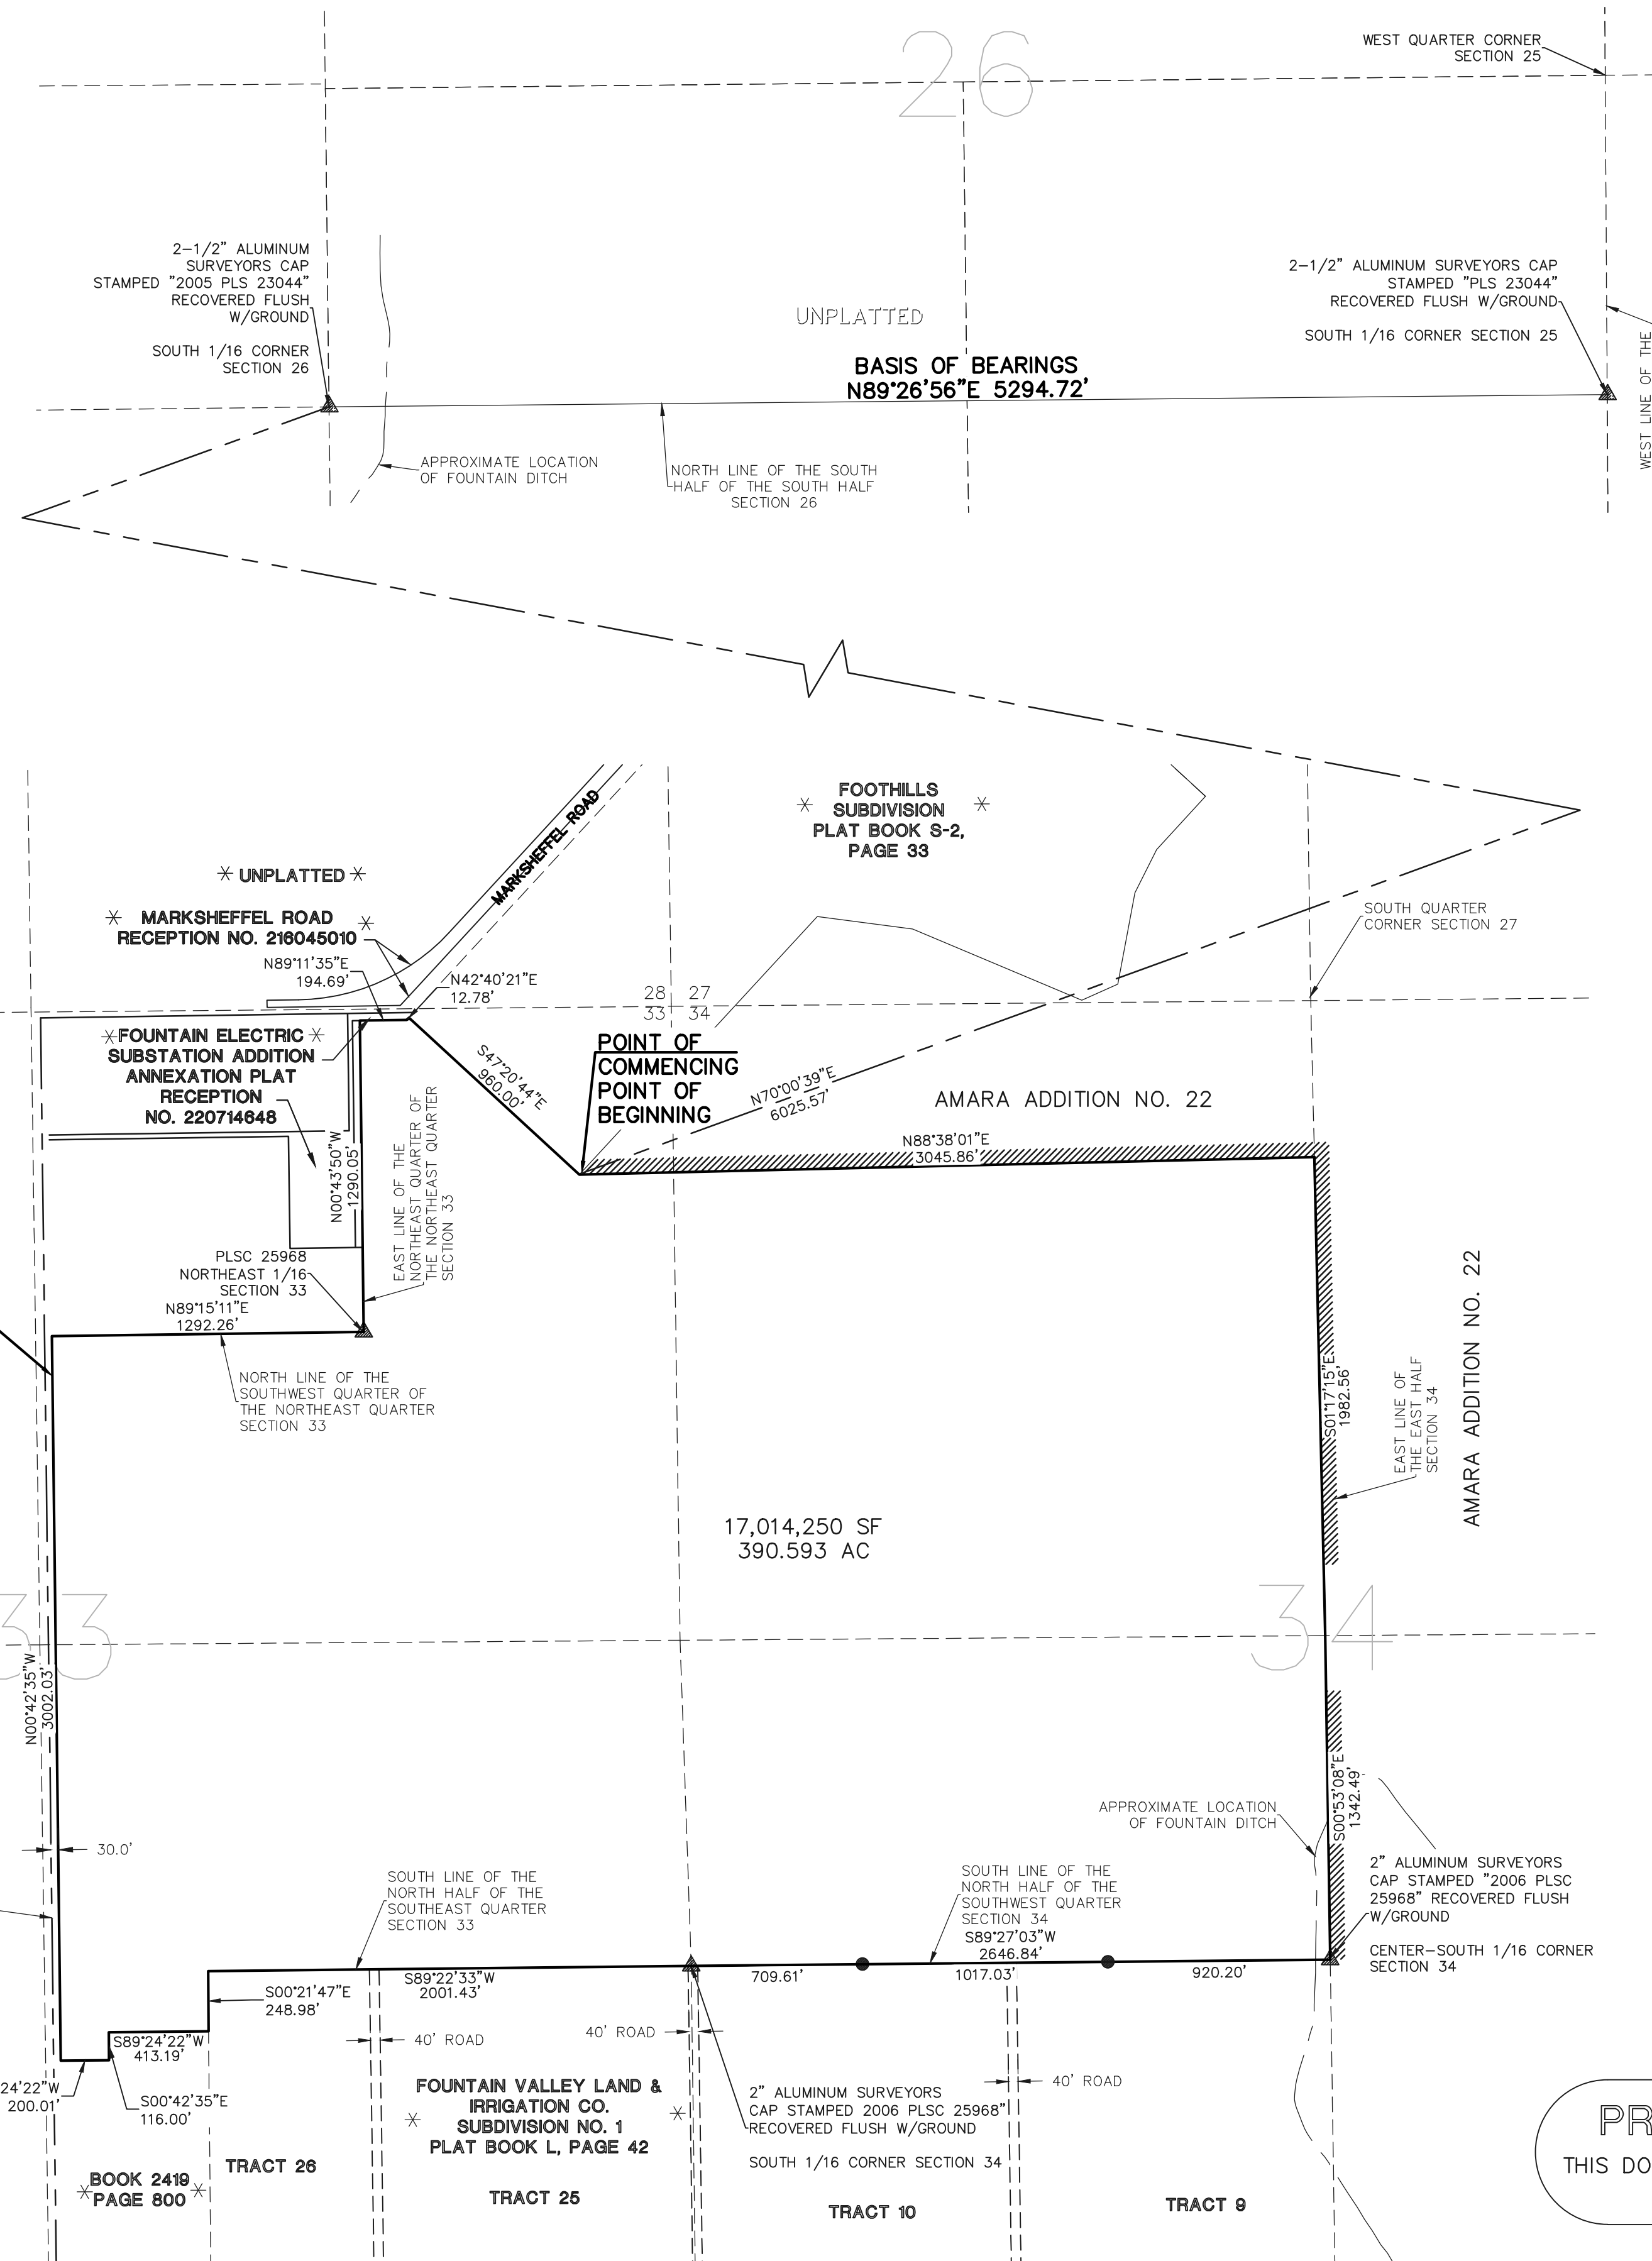 26
WEST QUARTER CORNER
SECTION 25
2-1/2" ALUMINUM
SURVEYORS CAP
STAMPED "2005 PLS 23044"
RECOVERED FLUSH
W/GROUND
SOUTH 1/16 CORNER
SECTION 26
UNPLATTED
BASIS OF BEARINGS
N89°26'56"E 5294.72'
2-1/2" ALUMINUM SURVEYORS CAP
STAMPED "PLS 23044"
RECOVERED FLUSH W/GROUND
SOUTH 1/16 CORNER SECTION 25
WEST LINE OF THE
APPROXIMATE LOCATION
OF FOUNTAIN DITCH
NORTH LINE OF THE SOUTH
HALF OF THE SOUTH HALF
SECTION 26
FOOTHILLS
SUBDIVISION
PLAT BOOK S-2,
PAGE 33
MARKSHEFFEL ROAD
UNPLATTED
MARKSHEFFEL ROAD
RECEPTION NO. 216045010
N89°11'35"E
194.69'
N42°40'21"E
12.78'
28 27
33 34
SOUTH QUARTER
CORNER SECTION 27
FOUNTAIN ELECTRIC
SUBSTATION ADDITION
ANNEXATION PLAT
RECEPTION
NO. 220714648
S47°20'44"E
960.00'
POINT OF
COMMENCING
POINT OF
BEGINNING
N70°00'39"E
6025.57'
AMARA ADDITION NO. 22
N88°38'01"E
3045.86'
N00°43'50"W
1290.05'
EAST LINE OF THE
NORTHEAST QUARTER OF
THE NORTHEAST QUARTER
SECTION 33
PLSC 25968
NORTHEAST 1/16
SECTION 33
N89°15'11"E
1292.26'
NORTH LINE OF THE
SOUTHWEST QUARTER OF
THE NORTHEAST QUARTER
SECTION 33
S01°17'15"E
1982.56'
EAST LINE OF
THE EAST HALF
SECTION 34
AMARA ADDITION NO. 22
17,014,250 SF
390.593 AC
33
34
N00°42'35"W
3002.03'
30.0'
S00°53'08"E
1342.49'
APPROXIMATE LOCATION
OF FOUNTAIN DITCH
2" ALUMINUM SURVEYORS
CAP STAMPED "2006 PLSC
25968" RECOVERED FLUSH
W/GROUND
CENTER-SOUTH 1/16 CORNER
SECTION 34
SOUTH LINE OF THE
NORTH HALF OF THE
SOUTHEAST QUARTER
SECTION 33
SOUTH LINE OF THE
NORTH HALF OF THE
SOUTHWEST QUARTER
SECTION 34
S89°27'03"W
2646.84'
709.61'
1017.03'
920.20'
S89°22'33"W
2001.43'
S00°21'47"E
248.98'
40' ROAD
40' ROAD
40' ROAD
S89°24'22"W
413.19'
24'22"W
200.01'
S00°42'35"E
116.00'
FOUNTAIN VALLEY LAND &
IRRIGATION CO.
SUBDIVISION NO. 1
PLAT BOOK L, PAGE 42
2" ALUMINUM SURVEYORS
CAP STAMPED 2006 PLSC 25968"
RECOVERED FLUSH W/GROUND
SOUTH 1/16 CORNER SECTION 34
BOOK 2419
PAGE 800
TRACT 26
TRACT 25
TRACT 10
TRACT 9
PR
THIS DO